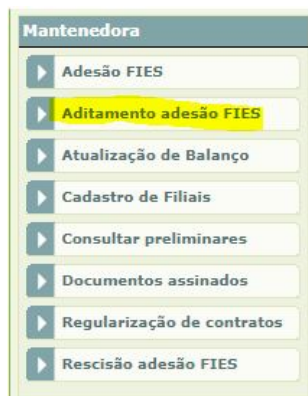 Mantenedora
Adesão FIES
Aditamento adesão FIES
Atualização de Balanço
Cadastro de Filiais
Consultar preliminares
Documentos assinados
Regularização de contratos
Rescisão adesão FIES